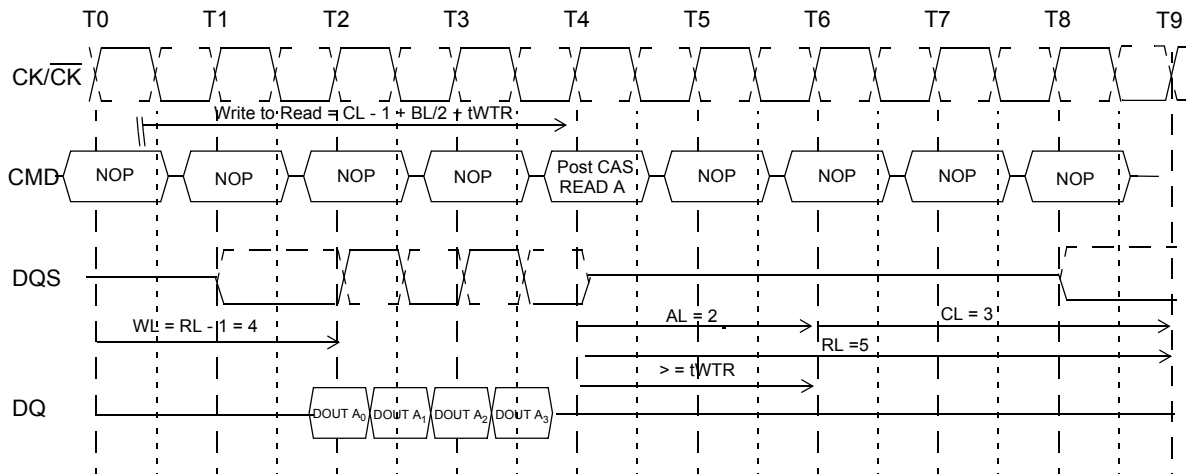 T0 T1 T2 T3 T4 T5 T6 T7 T8 T9
CK/CK
Write to Read = CL - 1 + BL/2 + tWTR
CMD NOP NOP NOP NOP Post CAS READ A NOP NOP NOP NOP
DQS
WL = RL - 1 = 4
AL = 2
CL = 3
RL =5
> = tWTR
DQ DOUT A0 DOUT A1 DOUT A2 DOUT A3